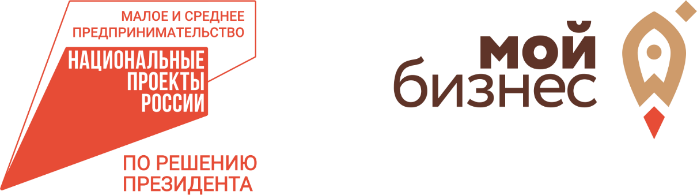 МАЛОЕ И СРЕДНЕЕ
ПРЕДПРИНИМАТЕЛЬСТВО
НАЦИОНАЛЬНЫЕ
ПРОЕКТЫ
РОССИИ
ПО РЕШЕНИЮ
ПРЕЗИДЕНТА
мой
бизнес